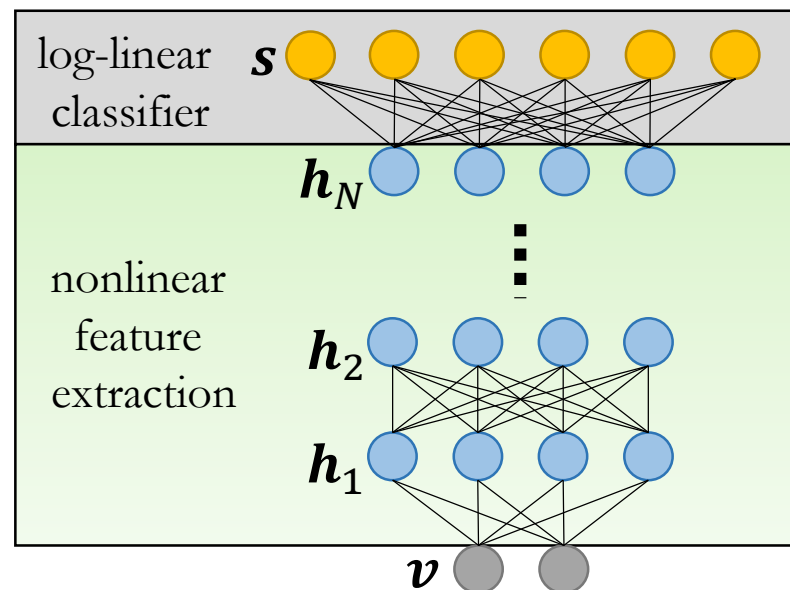 log-linear
classifier
s
h_N
nonlinear
feature
extraction
h_2
h_1
v